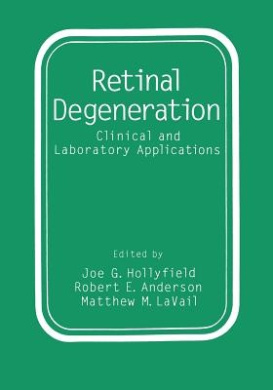 Retinal
Degeneration
Clinical and
Laboratory Applications
Edited by
Joe G. Hollyfield
Robert E. Anderson
Matthew M. LaVail